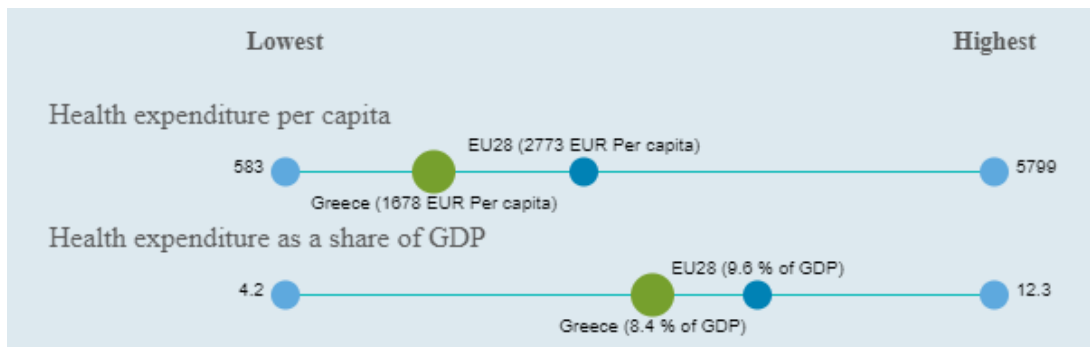 Lowest Highest
Health expenditure per capita
EU28 (2773 EUR Per capita)
583 5799
Greece (1678 EUR Per capita)
Health expenditure as a share of GDP
EU28 (9.6 % of GDP)
4.2 12.3
Greece (8.4 % of GDP)